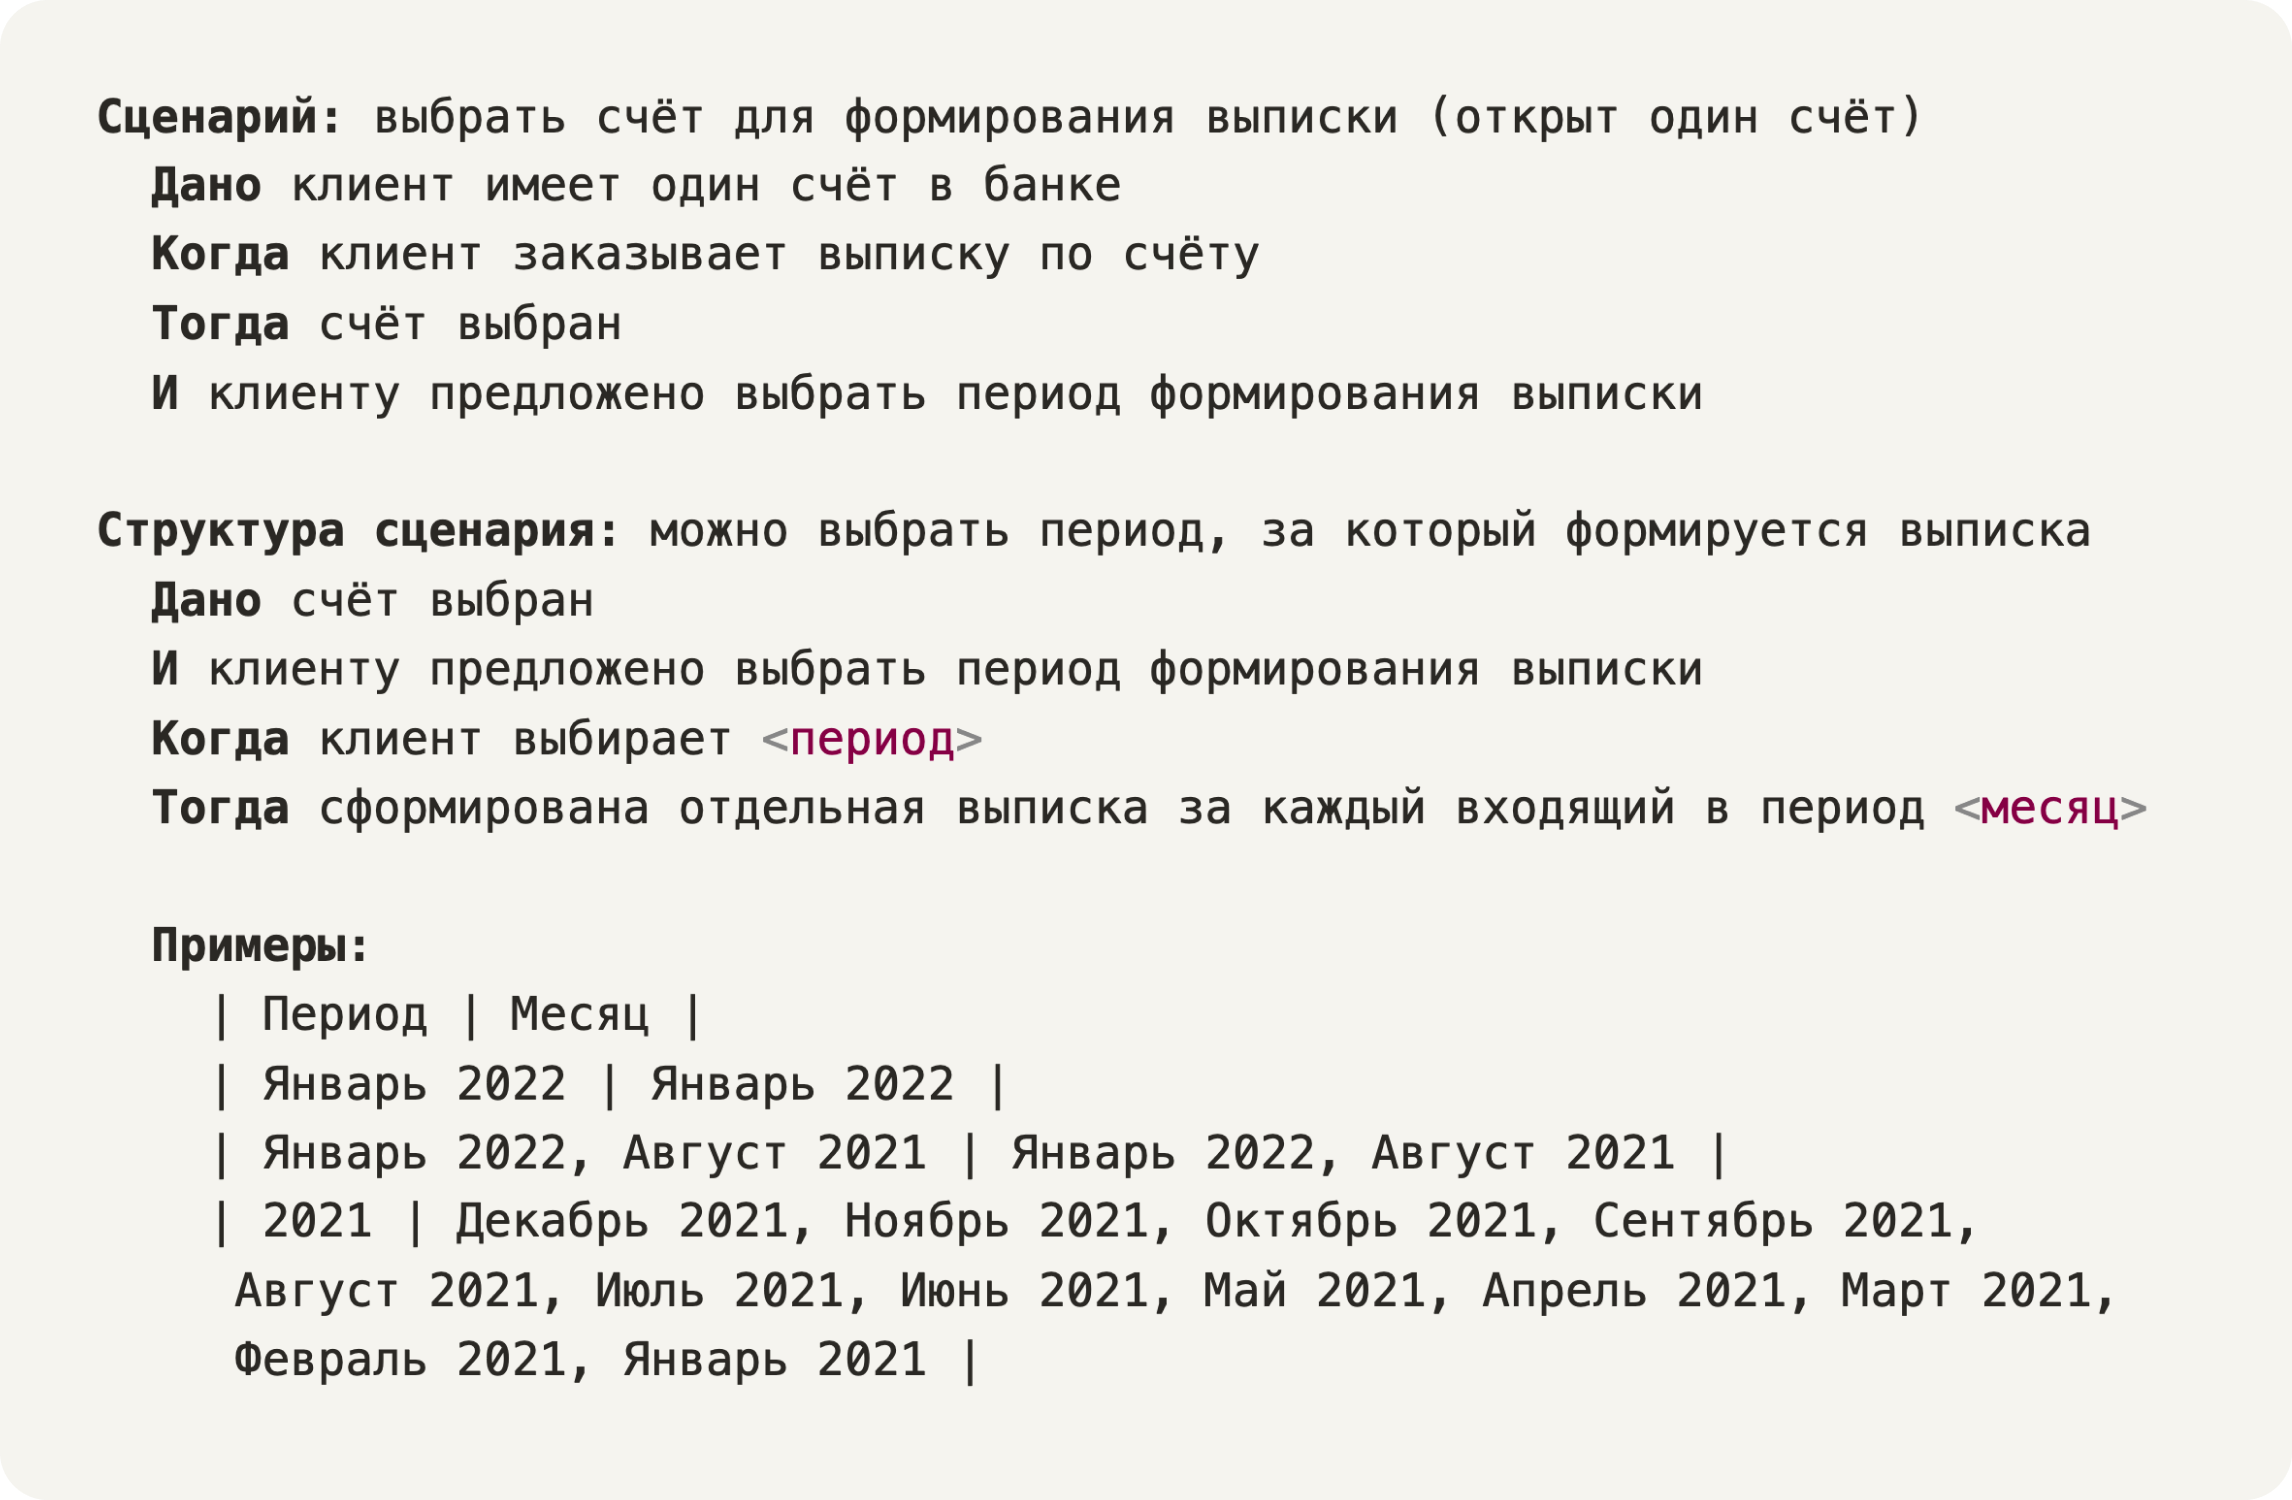 Сценарий: выбрать счёт для формирования выписки (открыт один счёт)
Дано клиент имеет один счёт в банке
Когда клиент заказывает выписку по счёту
Тогда счёт выбран
И клиенту предложено выбрать период формирования выписки
Структура сценария: можно выбрать период, за который формируется выписка
Дано счёт выбран
И клиенту предложено выбрать период формирования выписки
Когда клиент выбирает <период>
Тогда сформирована отдельная выписка за каждый входящий в период <месяц>
Примеры:
| Период | Месяц |
| Январь 2022 | Январь 2022 |
| Январь 2022, Август 2021 | Январь 2022, Август 2021 |
| 2021 | Декабрь 2021, Ноябрь 2021, Октябрь 2021, Сентябрь 2021,
Август 2021, Июль 2021, Июнь 2021, Май 2021, Апрель 2021, Март 2021,
Февраль 2021, Январь 2021 |